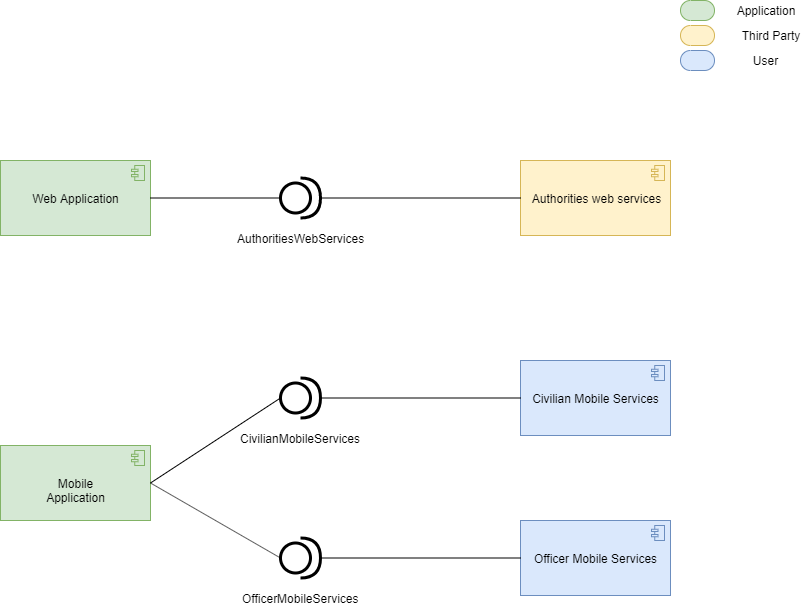 Application
Third Party
User
Web Application
AuthoritiesWebServices
Authorities web services
Civilian Mobile Services
CivilianMobileServices
Mobile
Application
Officer Mobile Services
OfficerMobileServices